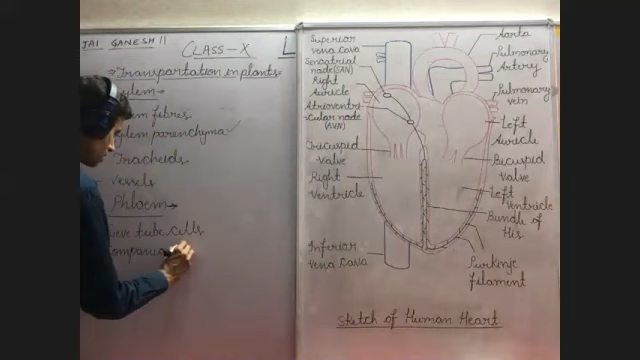 JAI GANESH ||
CLASS-X
L
Transportation in plants
Xylem fibres
Xylem parenchyma
Tracheids
vessels
Phloem
Sieve tube cells
Superior
vena cava
Senoatrial
node (SAN)
Right
Auricle
Atrioventri
cular node
(AVN)
Tricuspid
Valve
Right
Ventricle
Inferior
Vena Cava
Aorta
Pulmonary
Artery
Pulmonary
vein
Left
Auricle
Bicuspid
Valve
Left
Ventricle
Bundle of
His
Purkinje
filament
Sketch of Human Heart